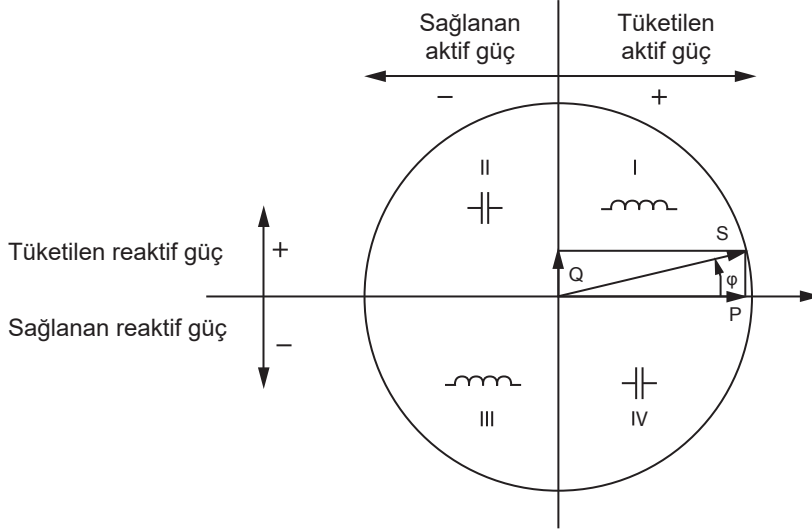 Sağlanan
aktif güç
Tüketilen
aktif güç
–
+
II
I
S
Tüketilen reaktif güç
+
Q
φ
Sağlanan reaktif güç
–
P
III
IV